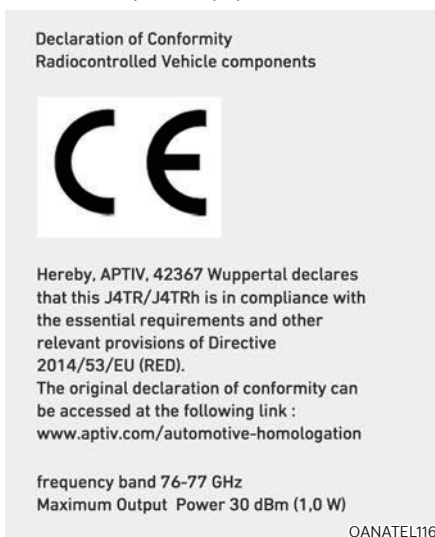 Declaration of Conformity
Radiocontrolled Vehicle components
CE
Hereby, APTIV, 42367 Wuppertal declares
that this J4TR/J4TRh is in compliance with
the essential requirements and other
relevant provisions of Directive
2014/53/EU (RED).
The original declaration of conformity can
be accessed at the following link :
www.aptiv.com/automotive-homologation
frequency band 76-77 GHz
Maximum Output  Power 30 dBm (1,0 W)
OANATEL116